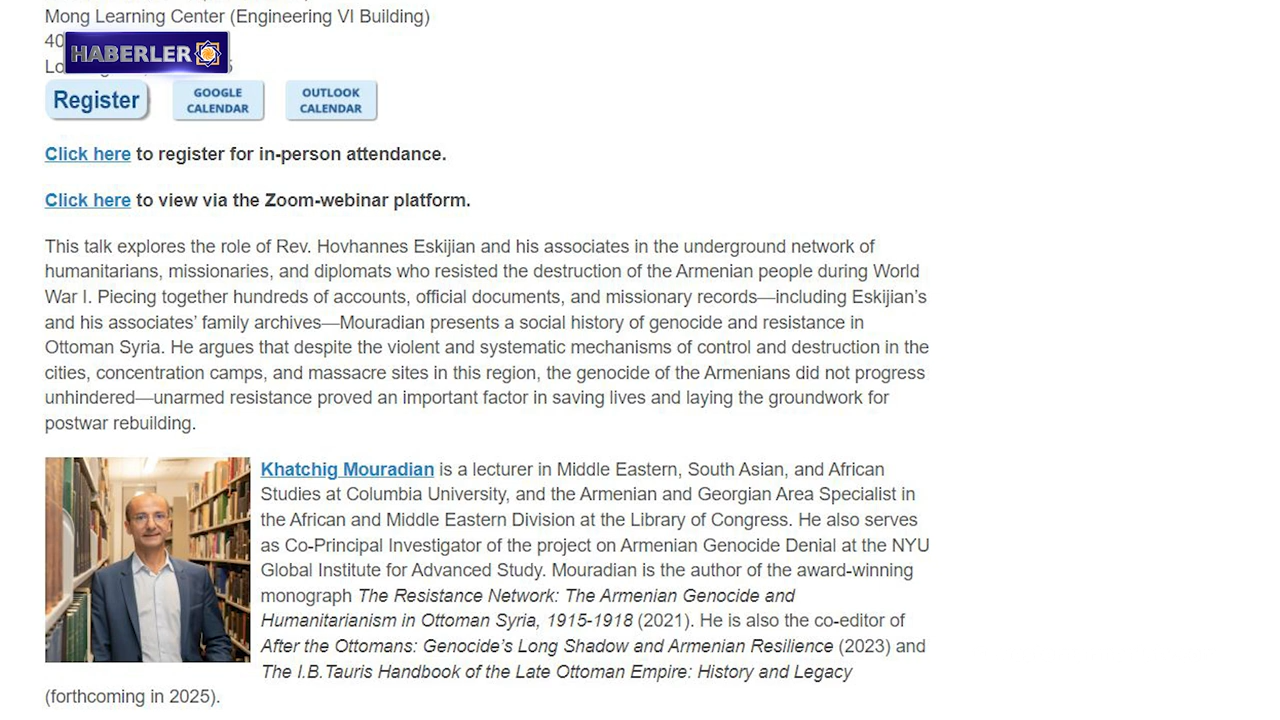 Mong Learning Center (Engineering VI Building)
40
HABERLER
Lo
Register
GOOGLE CALENDAR
OUTLOOK CALENDAR
Click here to register for in-person attendance.
Click here to view via the Zoom-webinar platform.
This talk explores the role of Rev. Hovhannes Eskijian and his associates in the underground network of
humanitarians, missionaries, and diplomats who resisted the destruction of the Armenian people during World
War I. Piecing together hundreds of accounts, official documents, and missionary records—including Eskijian's
and his associates' family archives—Mouradian presents a social history of genocide and resistance in
Ottoman Syria. He argues that despite the violent and systematic mechanisms of control and destruction in the
cities, concentration camps, and massacre sites in this region, the genocide of the Armenians did not progress
unhindered—unarmed resistance proved an important factor in saving lives and laying the groundwork for
postwar rebuilding.
Khatchig Mouradian is a lecturer in Middle Eastern, South Asian, and African
Studies at Columbia University, and the Armenian and Georgian Area Specialist in
the African and Middle Eastern Division at the Library of Congress. He also serves
as Co-Principal Investigator of the project on Armenian Genocide Denial at the NYU
Global Institute for Advanced Study. Mouradian is the author of the award-winning
monograph The Resistance Network: The Armenian Genocide and
Humanitarianism in Ottoman Syria, 1915-1918 (2021). He is also the co-editor of
After the Ottomans: Genocide's Long Shadow and Armenian Resilience (2023) and
The I.B.Tauris Handbook of the Late Ottoman Empire: History and Legacy
(forthcoming in 2025).